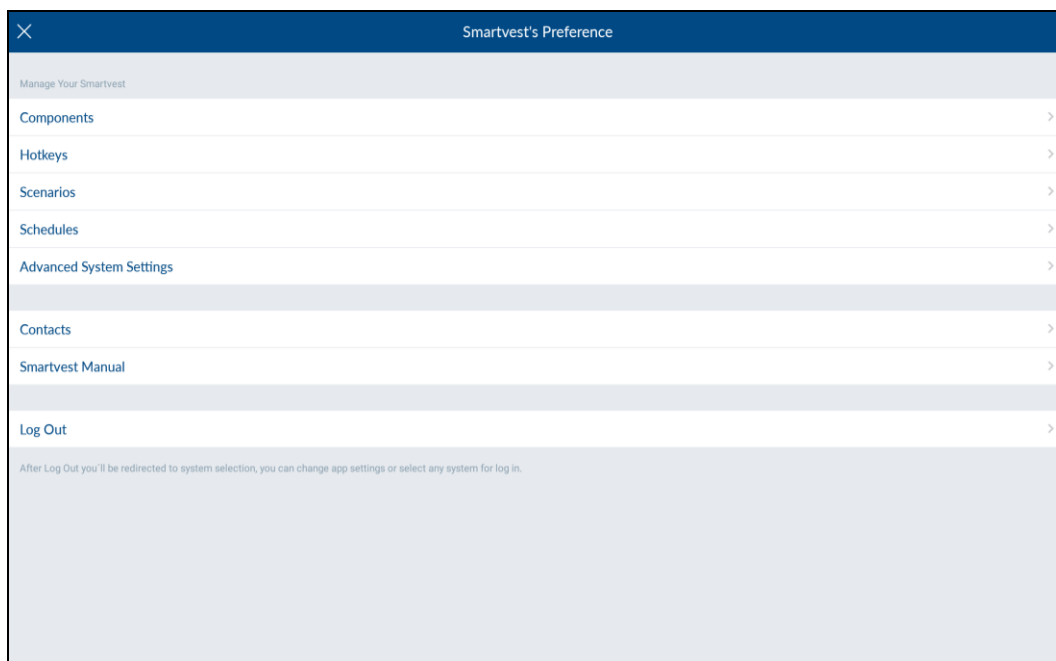 Smartvest's Preference
Manage Your Smartvest
Components
Hotkeys
Scenarios
Schedules
Advanced System Settings
Contacts
Smartvest Manual
Log Out
After Log Out you´ll be redirected to system selection, you can change app settings or select any system for log in.